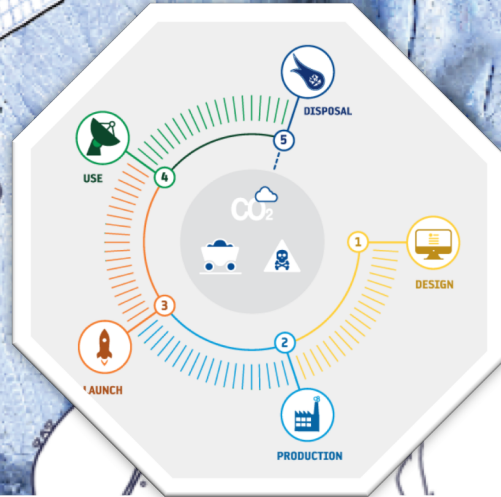 DISPOSAL
5
USE
4
CO2
1
DESIGN
3
2
LAUNCH
PRODUCTION